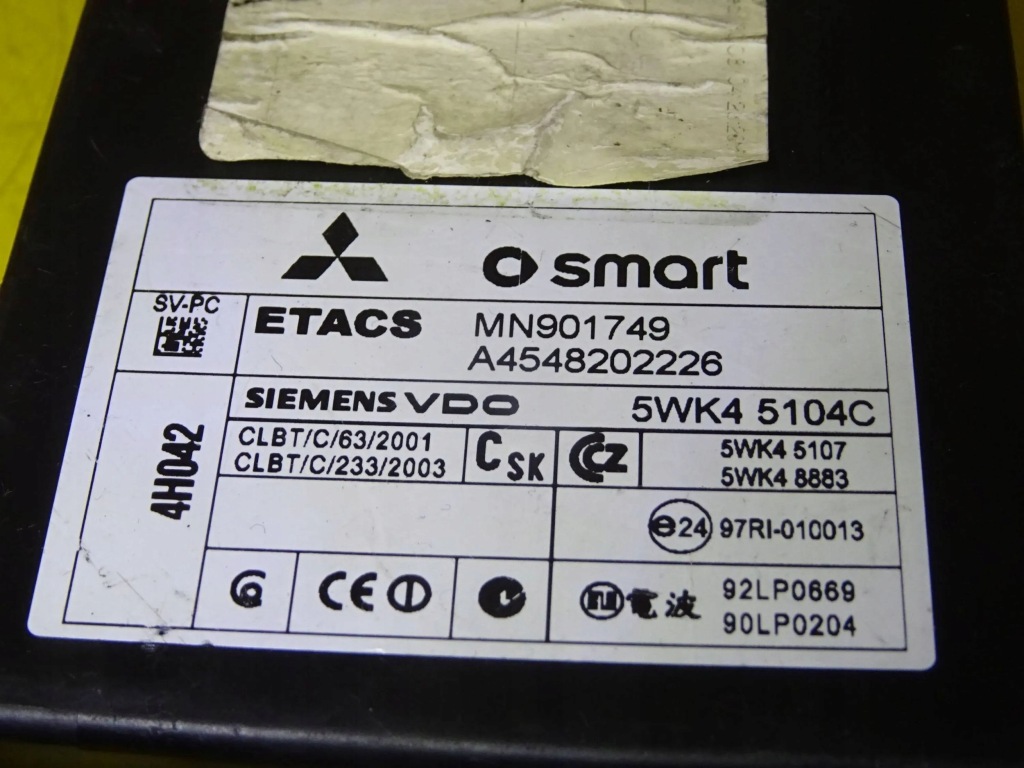 smart
SV-PC
ETACS
MN901749
A4548202226
SIEMENS VDO
5WK4 5104C
4H042
CLBT/C/63/2001
CLBT/C/233/2003
C SK
CZ
5WK4 5107
5WK4 8883
e24 97RI-010013
CE
電波
92LP0669
90LP0204